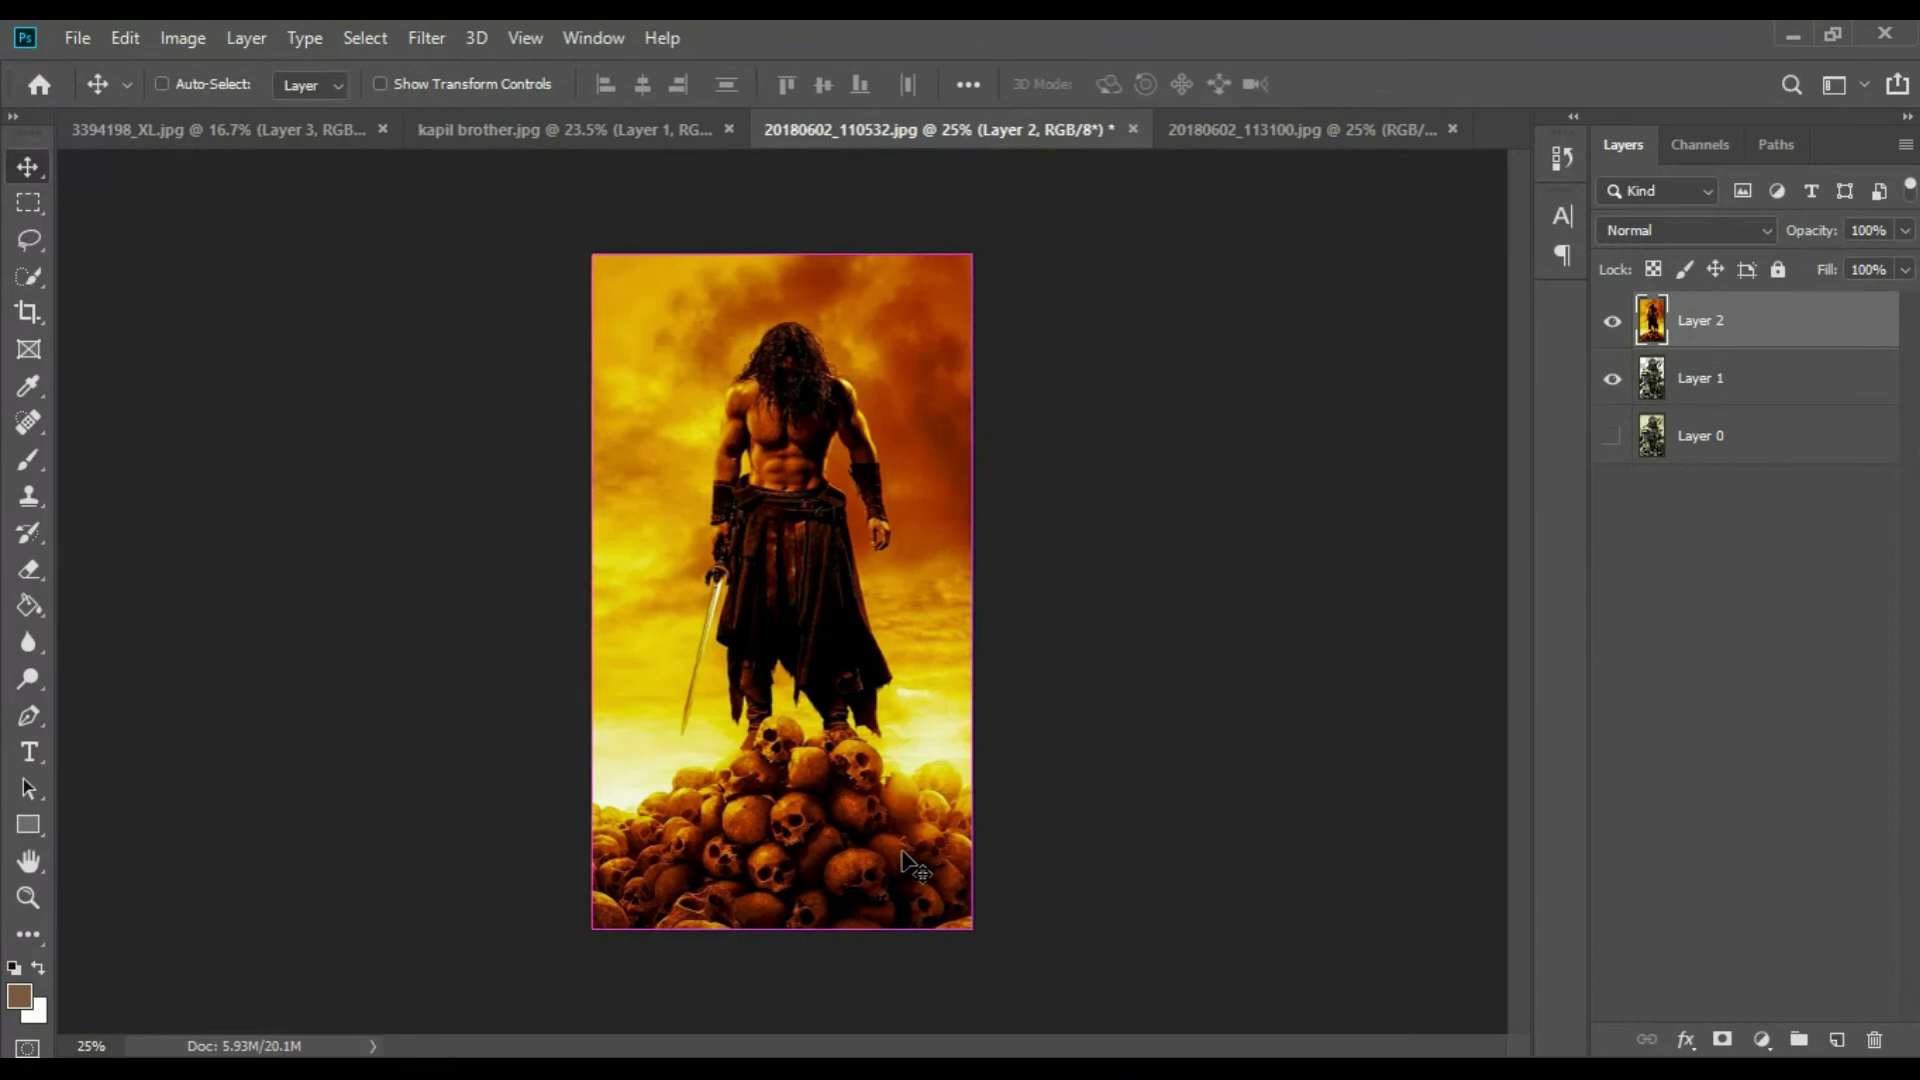 Ps File Edit Image Layer Type Select Filter 3D View Window Help
Auto-Select: Layer Show Transform Controls 3D Mode:
3394198_XL.jpg @ 16.7% (Layer 3, RGB... kapil brother.jpg @ 23.5% (Layer 1, RG... 20180602_110532.jpg @ 25% (Layer 2, RGB/8*) * 20180602_113100.jpg @ 25% (RGB/...
Layers Channels Paths
Kind
Normal Opacity: 100%
Lock: Fill: 100%
Layer 2
Layer 1
Layer 0
25% Doc: 5.93M/20.1M